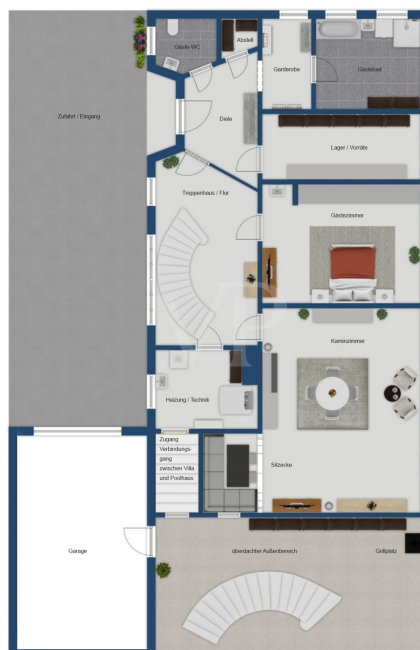 Gäste-WC
Abstell
Garderobe
Gästebad
Zufahrt / Eingang
Diele
Lager / Vorräte
Treppenhaus / Flur
Gästezimmer
VP
Kaminzimmer
Heizung / Technik
Zugang
Verbindungs-
gang
zwischen Villa
und Poolhaus
Sitzecke
Garage
überdachter Außenbereich
Grillplatz